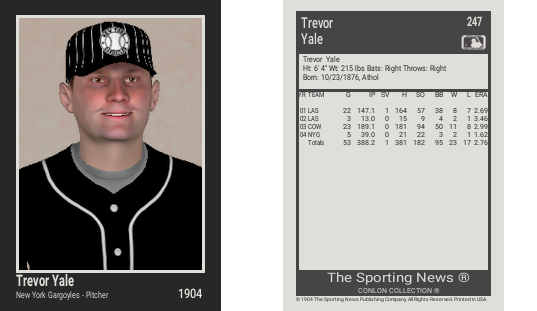 Trevor Yale
New York Gargoyles - Pitcher 1904
Trevor 247
Yale
Trevor Yale
Ht: 6' 4" Wt: 215 lbs Bats: Right Throws: Right
Born: 10/23/1876, Athol
YR TEAM G IP SV H SO BB W L ERA
01 LAS 22 147.1 1 164 57 38 8 7 2.69
02 LAS 3 13.0 0 15 9 4 2 1 3.46
03 COW 23 189.1 0 181 94 50 11 8 2.99
04 NYG 5 39.0 0 21 22 3 2 1 1.62
Totals 53 388.2 1 381 182 95 23 17 2.76
The Sporting News ®
CONLON COLLECTION ®
© 1904 The Sporting News Publishing Company. All Rights Reserved. Printed in USA.